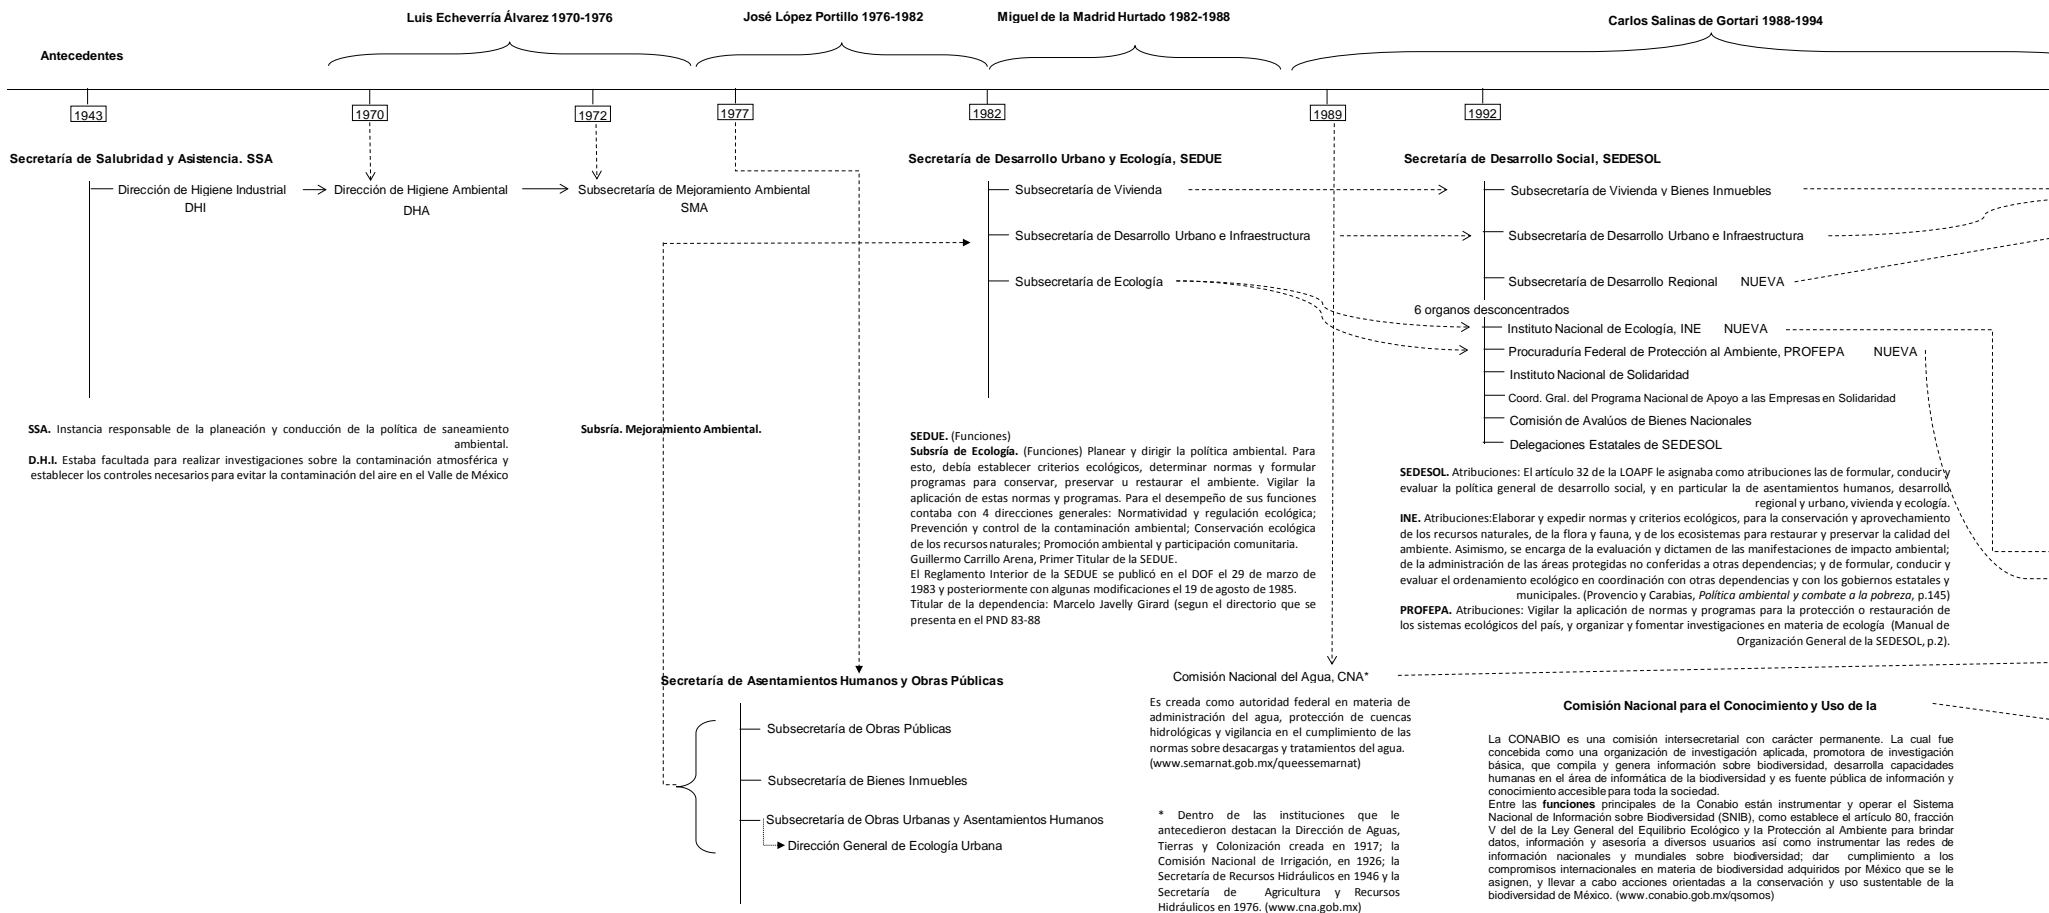 Luis Echeverría Álvarez 1970-1976
José López Portillo 1976-1982
Miguel de la Madrid Hurtado 1982-1988
Carlos Salinas de Gortari 1988-1994
Antecedentes
1943
1970
1972
1977
1982
1989
1992
Secretaría de Salubridad y Asistencia. SSA
Dirección de Higiene Industrial
DHI
Dirección de Higiene Ambiental
DHA
Subsecretaría de Mejoramiento Ambiental
SMA
SSA. Instancia responsable de la planeación y conducción de la política de saneamiento
ambiental.
D.H.I. Estaba facultada para realizar investigaciones sobre la contaminación atmosférica y
establecer los controles necesarios para evitar la contaminación del aire en el Valle de México
Subsría. Mejoramiento Ambiental.
Secretaría de Asentamientos Humanos y Obras Públicas
Subsecretaría de Obras Públicas
Subsecretaría de Bienes Inmuebles
Subsecretaría de Obras Urbanas y Asentamientos Humanos
Dirección General de Ecología Urbana
Secretaría de Desarrollo Urbano y Ecología, SEDUE
Subsecretaría de Vivienda
Subsecretaría de Desarrollo Urbano e Infraestructura
Subsecretaría de Ecología
SEDUE. (Funciones)
Subsría de Ecología. (Funciones) Planear y dirigir la política ambiental. Para
esto, debía establecer criterios ecológicos, determinar normas y formular
programas para conservar, preservar u restaurar el ambiente. Vigilar la
aplicación de estas normas y programas. Para el desempeño de sus funciones
contaba con 4 direcciones generales: Normatividad y regulación ecológica;
Prevención y control de la contaminación ambiental; Conservación ecológica
de los recursos naturales; Promoción ambiental y participación comunitaria.
Guillermo Carrillo Arena, Primer Titular de la SEDUE.
El Reglamento Interior de la SEDUE se publicó en el DOF el 29 de marzo de
1983 y posteriormente con algunas modificaciones el 19 de agosto de 1985.
Titular de la dependencia: Marcelo Javelly Girard (segun el directorio que se
presenta en el PND 83-88
Comisión Nacional del Agua, CNA*
Es creada como autoridad federal en materia de
administración del agua, protección de cuencas
hidrológicas y vigilancia en el cumplimiento de las
normas sobre desacargas y tratamientos del agua.
(www.semarnat.gob.mx/queessemarnat)
* Dentro de las instituciones que le
antecedieron destacan la Dirección de Aguas,
Tierras y Colonización creada en 1917; la
Comisión Nacional de Irrigación, en 1926; la
Secretaría de Recursos Hidráulicos en 1946 y la
Secretaría de Agricultura y Recursos
Hidráulicos en 1976. (www.cna.gob.mx)
Secretaría de Desarrollo Social, SEDESOL
Subsecretaría de Vivienda y Bienes Inmuebles
Subsecretaría de Desarrollo Urbano e Infraestructura
Subsecretaría de Desarrollo Regional NUEVA
6 organos desconcentrados
Instituto Nacional de Ecología, INE NUEVA
Procuraduría Federal de Protección al Ambiente, PROFEPA NUEVA
Instituto Nacional de Solidaridad
Coord. Gral. del Programa Nacional de Apoyo a las Empresas en Solidaridad
Comisión de Avalúos de Bienes Nacionales
Delegaciones Estatales de SEDESOL
SEDESOL. Atribuciones: El artículo 32 de la LOAPF le asignaba como atribuciones las de formular, conducir y
evaluar la política general de desarrollo social, y en particular la de asentamientos humanos, desarrollo
regional y urbano, vivienda y ecología.
INE. Atribuciones:Elaborar y expedir normas y criterios ecológicos, para la conservación y aprovechamiento
de los recursos naturales, de la flora y fauna, y de los ecosistemas para restaurar y preservar la calidad del
ambiente. Asimismo, se encarga de la evaluación y dictamen de las manifestaciones de impacto ambiental;
de la administración de las áreas protegidas no conferidas a otras dependencias; y de formular, conducir y
evaluar el ordenamiento ecológico en coordinación con otras dependencias y con los gobiernos estatales y
municipales. (Provencio y Carabias, Política ambiental y combate a la pobreza, p.145)
PROFEPA. Atribuciones: Vigilar la aplicación de normas y programas para la protección o restauración de
los sistemas ecológicos del país, y organizar y fomentar investigaciones en materia de ecología (Manual de
Organización General de la SEDESOL, p.2).
Comisión Nacional para el Conocimiento y Uso de la
La CONABIO es una comisión intersecretarial con carácter permanente. La cual fue
concebida como una organización de investigación aplicada, promotora de investigación
básica, que compila y genera información sobre biodiversidad, desarrolla capacidades
humanas en el área de informática de la biodiversidad y es fuente pública de información y
conocimiento accesible para toda la sociedad.
Entre las funciones principales de la Conabio están instrumentar y operar el Sistema
Nacional de Información sobre Biodiversidad (SNIB), como establece el artículo 80, fracción
V del de la Ley General del Equilibrio Ecológico y la Protección al Ambiente para brindar
datos, información y asesoría a diversos usuarios así como instrumentar las redes de
información nacionales y mundiales sobre biodiversidad; dar cumplimiento a los
compromisos internacionales en materia de biodiversidad adquiridos por México que se le
asignen, y llevar a cabo acciones orientadas a la conservación y uso sustentable de la
biodiversidad de México. (www.conabio.gob.mx/qsomos)